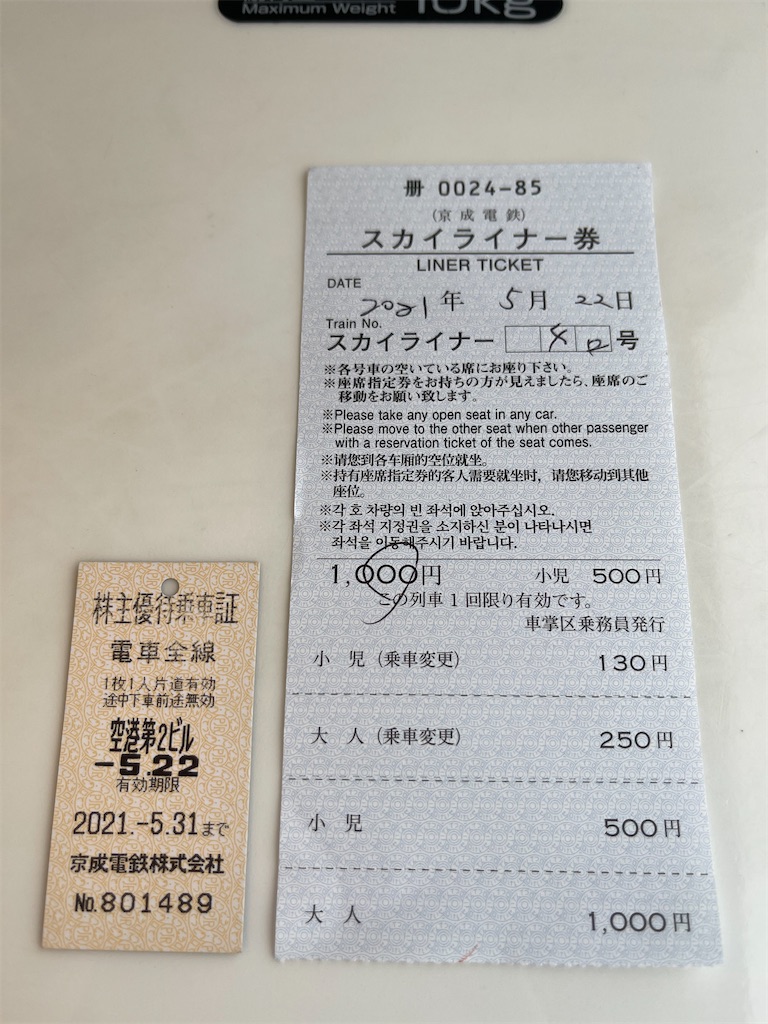 Maximum Weight 10kg
冊 0024-85
(京成電鉄)
スカイライナー券
LINER TICKET
DATE
2021年 5月 22日
Train No.
スカイライナー 号
※各号車の空いている席にお座り下さい。
※座席指定券をお持ちの方が見えましたら、座席のご
移動をお願い致します。
※Please take any open seat in any car.
※Please move to the other seat when other passenger
with a reservation ticket of the seat comes.
※请您到各车厢的空位就坐。
※持有座席指定券的客人需要就坐时，请您移动到其他
座位。
※각 호 차량의 빈 좌석에 앉아주십시오.
※각 좌석 지정권을 소지하신 분이 나타나시면
좌석을 이동해주시기 바랍니다.
1,000円 小児 500円
この列車1回限り有効です。
車掌区乗務員発行
小 児 (乗車変更) 130円
大 人 (乗車変更) 250円
小 児 500円
大 人 1,000円
株主優待乗車証
電車全線
1枚1人片道有効
途中下車前途無効
空港第2ビル
-5.22
有効期限
2021.-5.31まで
京成電鉄株式会社
No.801489